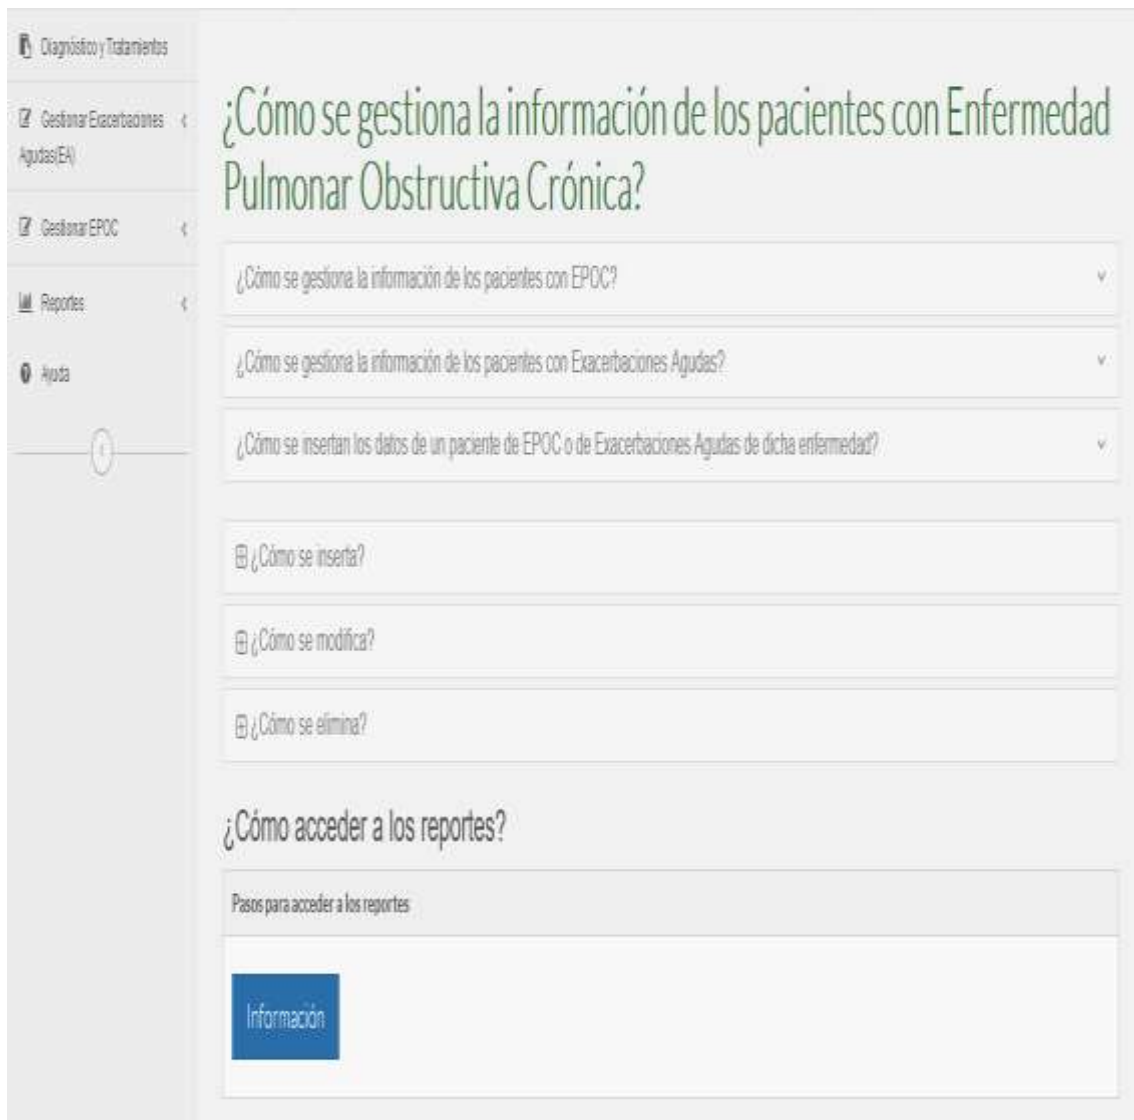 Diagnóstico y Tratamientos
Gestionar Exacerbaciones
Agudas(EA)
Gestionar EPOC
Reportes
Ayuda
¿Cómo se gestiona la información de los pacientes con Enfermedad
Pulmonar Obstructiva Crónica?
¿Cómo se gestiona la información de los pacientes con EPOC?
¿Cómo se gestiona la información de los pacientes con Exacerbaciones Agudas?
¿Cómo se insertan los datos de un paciente de EPOC o de Exacerbaciones Agudas de dicha enfermedad?
¿Cómo se inserta?
¿Cómo se modifica?
¿Cómo se elimina?
¿Cómo acceder a los reportes?
Pasos para acceder a los reportes
Información